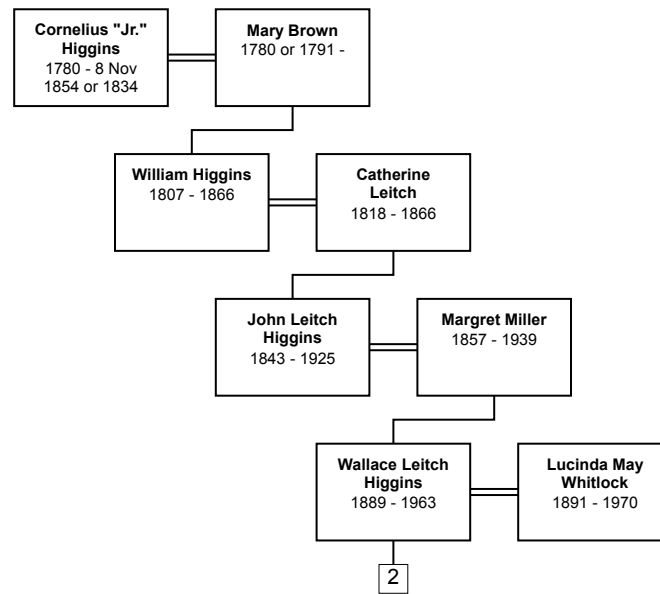 Cornelius "Jr."
Higgins
1780 - 8 Nov
1854 or 1834
Mary Brown
1780 or 1791 -
William Higgins
1807 - 1866
Catherine
Leitch
1818 - 1866
John Leitch
Higgins
1843 - 1925
Margret Miller
1857 - 1939
Wallace Leitch
Higgins
1889 - 1963
Lucinda May
Whitlock
1891 - 1970
2